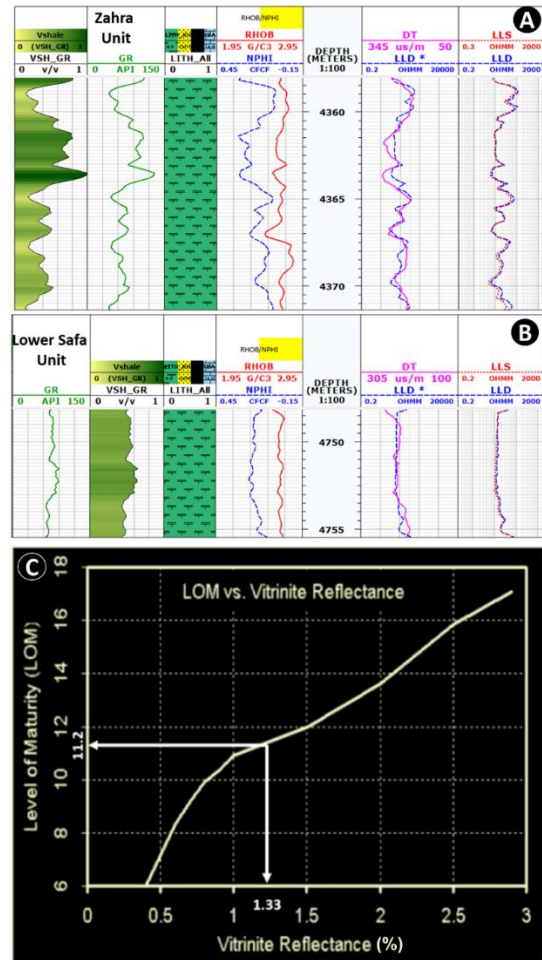 A
Zahra
Unit
Vshale
0 (VSH_GR) 1
VSH_GR
0 v/v 1
GR
0 API 150
LITH_All
0 1
RHOB/NPHI
RHOB
1.95 G/C3 2.95
NPHI
0.45 CFCF -0.15
DEPTH
(METERS)
1:100
DT
345 us/m 50
LLD *
0.2 OHMM 20000
LLS
0.2 OHMM 2000
LLD
0.2 OHMM 2000
4360
4365
4370
B
Lower Safa
Unit
GR
0 API 150
Vshale
0 (VSH_GR) 1
VSH_GR
0 v/v 1
LITH_All
0 1
RHOB/NPHI
RHOB
1.95 G/C3 2.95
NPHI
0.45 CFCF -0.15
DEPTH
(METERS)
1:100
DT
305 us/m 100
LLD *
0.2 OHMM 20000
LLS
0.2 OHMM 2000
LLD
0.2 OHMM 2000
4750
4755
C
LOM vs. Vitrinite Reflectance
Level of Maturity (LOM)
18
16
14
12
11.2
10
8
6
1.33
0 0.5 1 1.5 2 2.5 3
Vitrinite Reflectance (%)